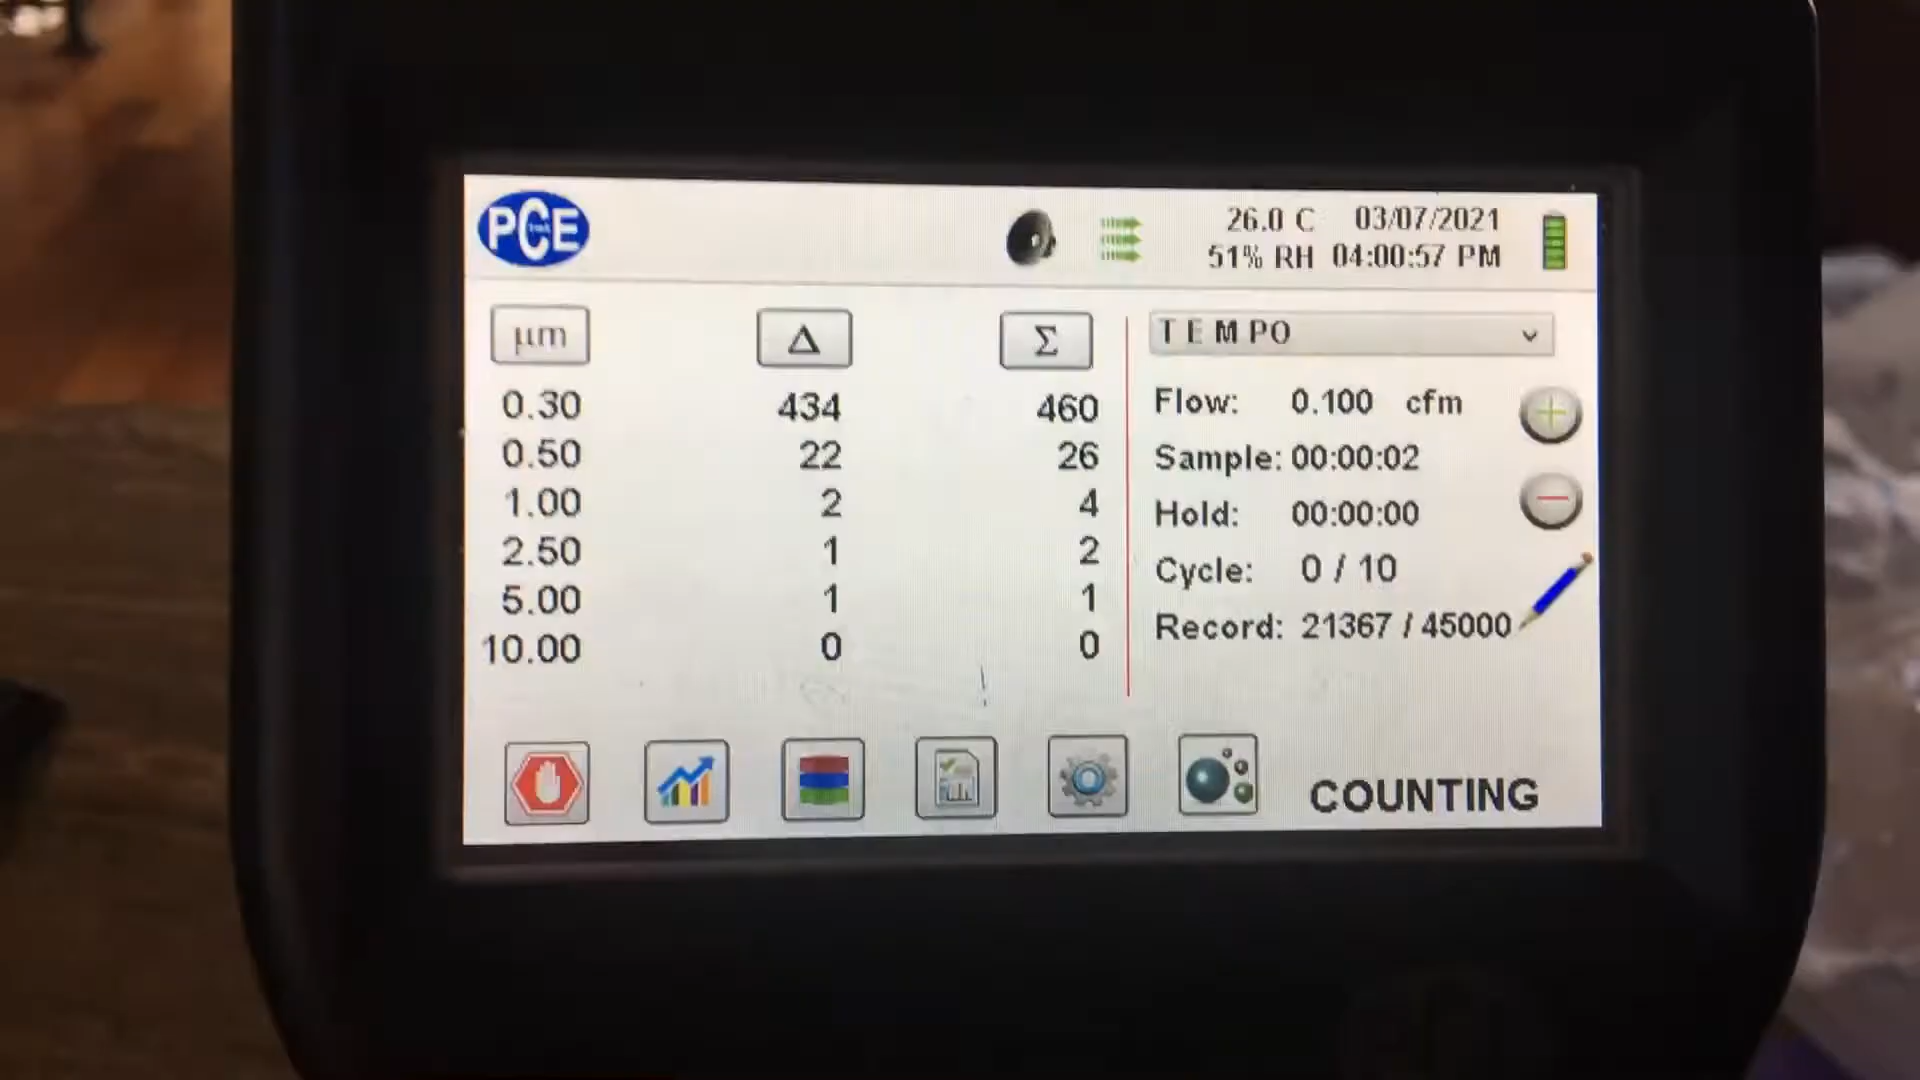 PCE
26.0 C 03/07/2021
51% RH 04:00:57 PM
µm Δ Σ
0.30 434 460
0.50 22 26
1.00 2 4
2.50 1 2
5.00 1 1
10.00 0 0
TEMPO
Flow: 0.100 cfm
Sample: 00:00:02
Hold: 00:00:00
Cycle: 0 / 10
Record: 21367 / 45000
COUNTING